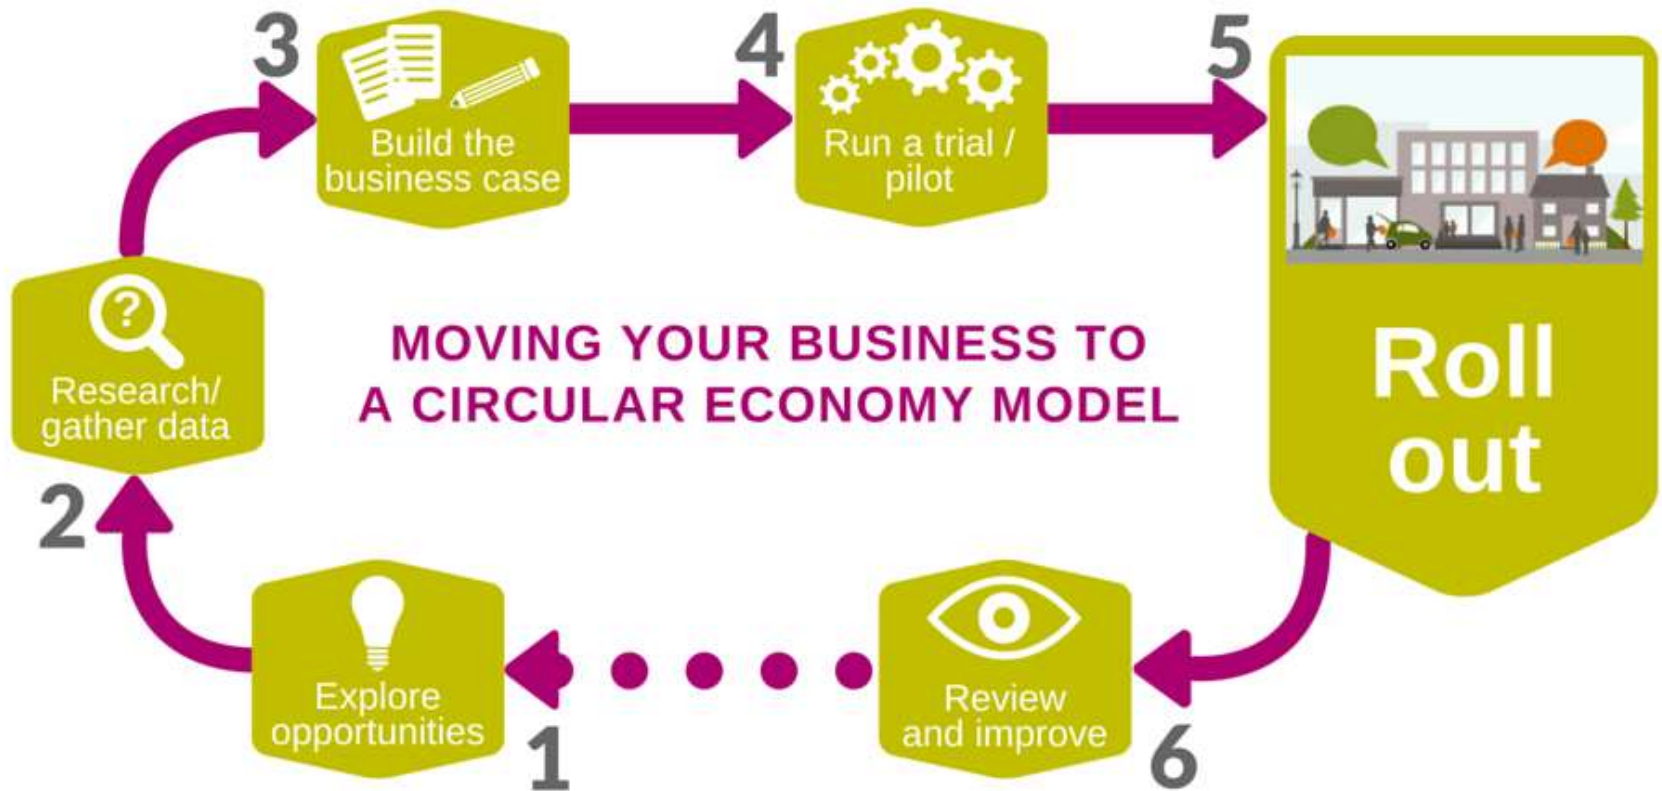 3
Build the
business case
4
Run a trial /
pilot
5
Roll
out
?
Research/
gather data
MOVING YOUR BUSINESS TO
A CIRCULAR ECONOMY MODEL
2
Explore
opportunities
1
Review
and improve
6